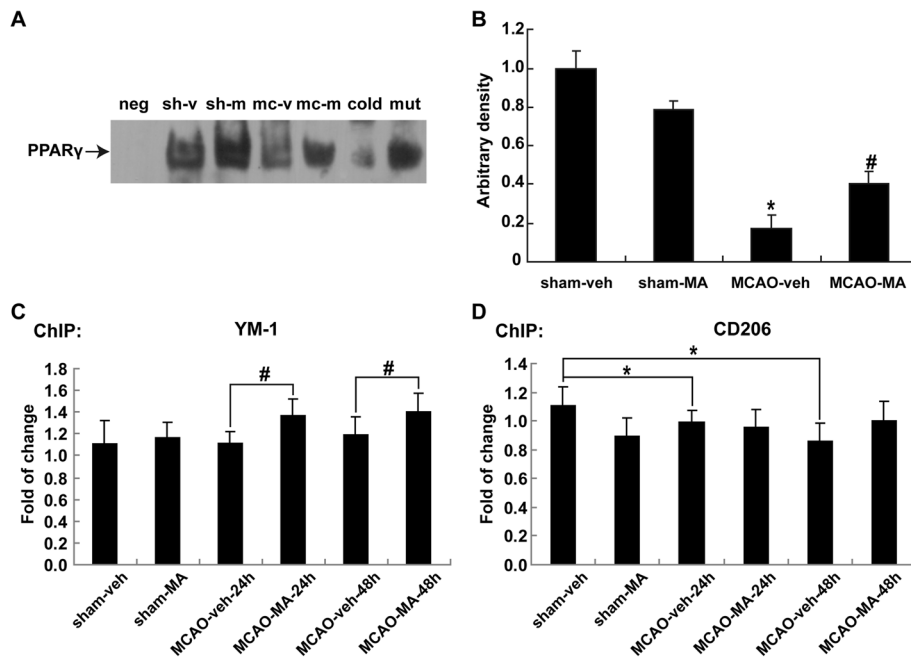 A
neg sh-v sh-m mc-v mc-m cold mut
PPARγ
B
Arbitrary density
1.2
1.0
0.8
0.6
0.4
0.2
0
*
#
sham-veh sham-MA MCAO-veh MCAO-MA
C
ChIP: YM-1
Fold of change
1.8
1.6
1.4
1.2
1.0
0.8
0.6
0.4
0.2
0.0
# #
sham-veh
sham-MA
MCAO-veh-24h
MCAO-MA-24h
MCAO-veh-48h
MCAO-MA-48h
D
ChIP: CD206
Fold of change
1.4
1.2
1.0
0.8
0.6
0.4
0.2
0.0
*
*
sham-veh
sham-MA
MCAO-veh-24h
MCAO-MA-24h
MCAO-veh-48h
MCAO-MA-48h